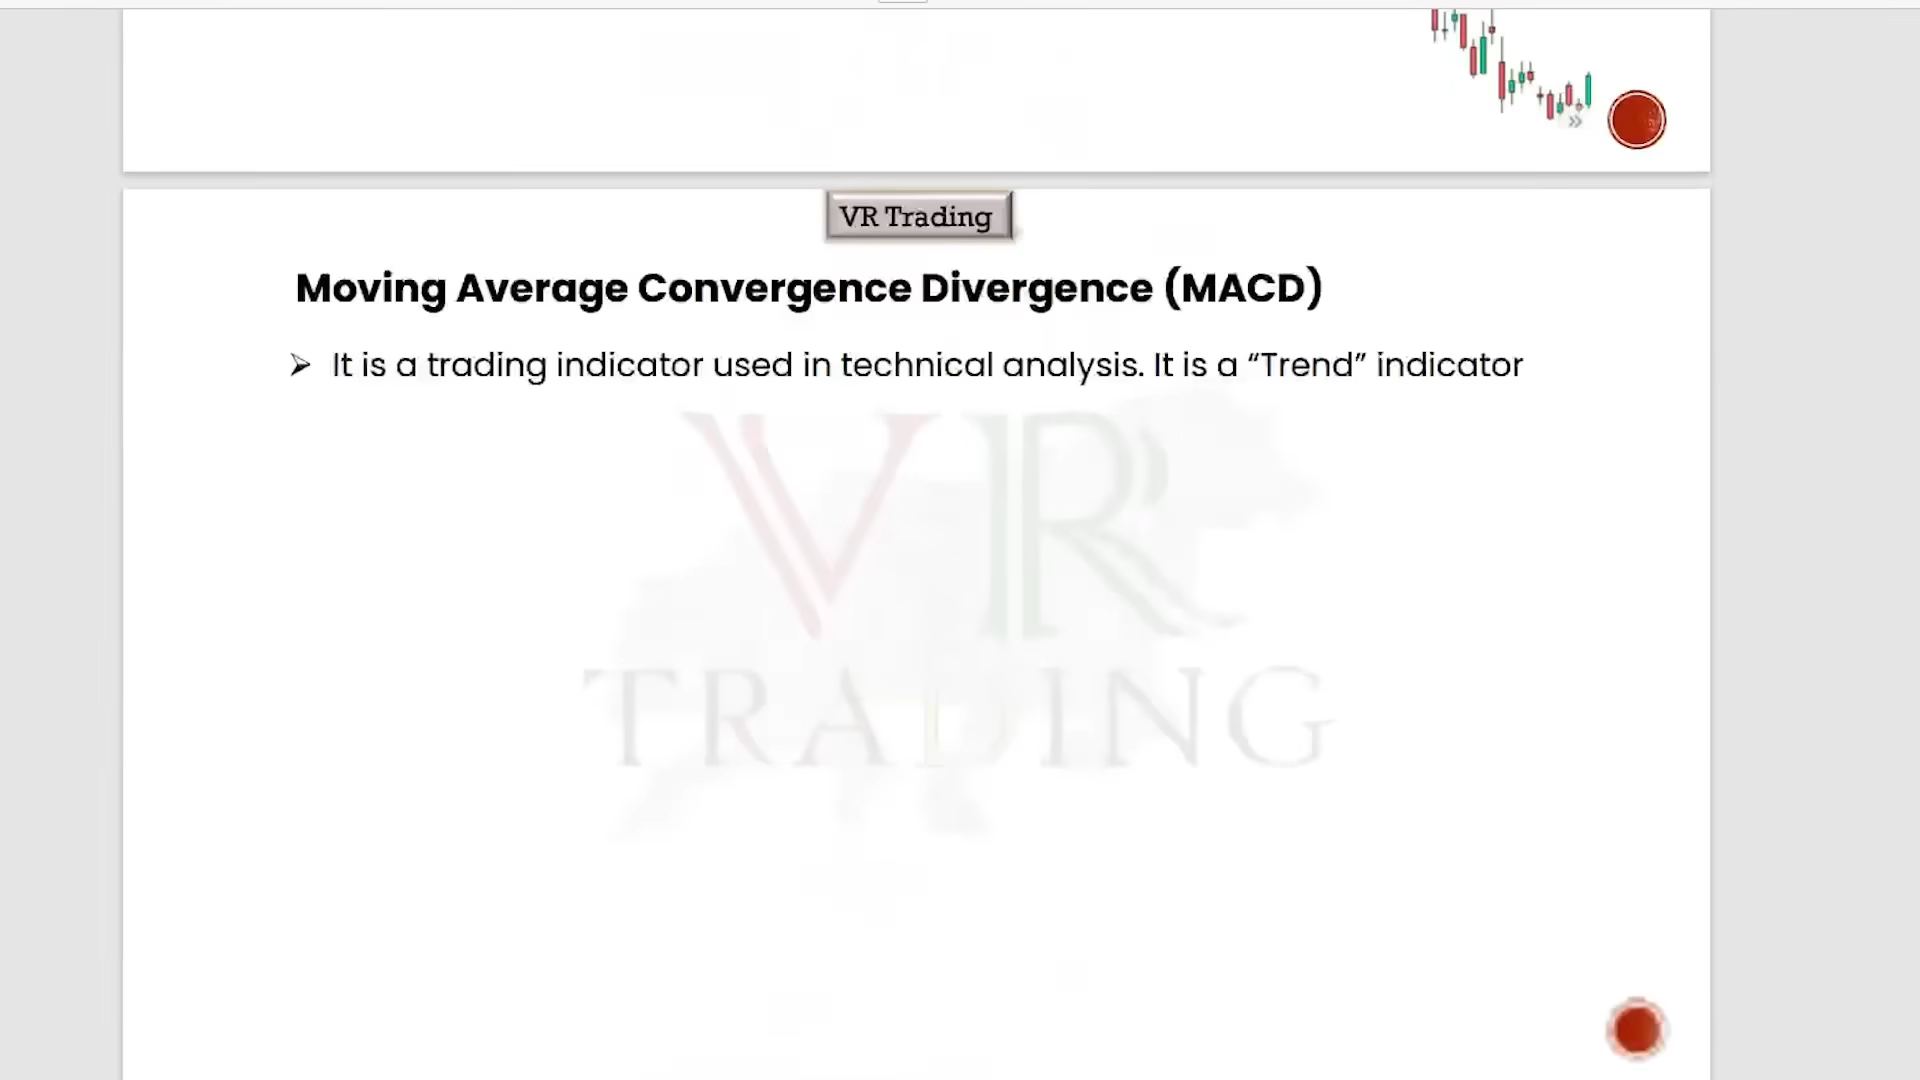 VR Trading
Moving Average Convergence Divergence (MACD)
➢ It is a trading indicator used in technical analysis. It is a “Trend” indicator
VR
TRADING